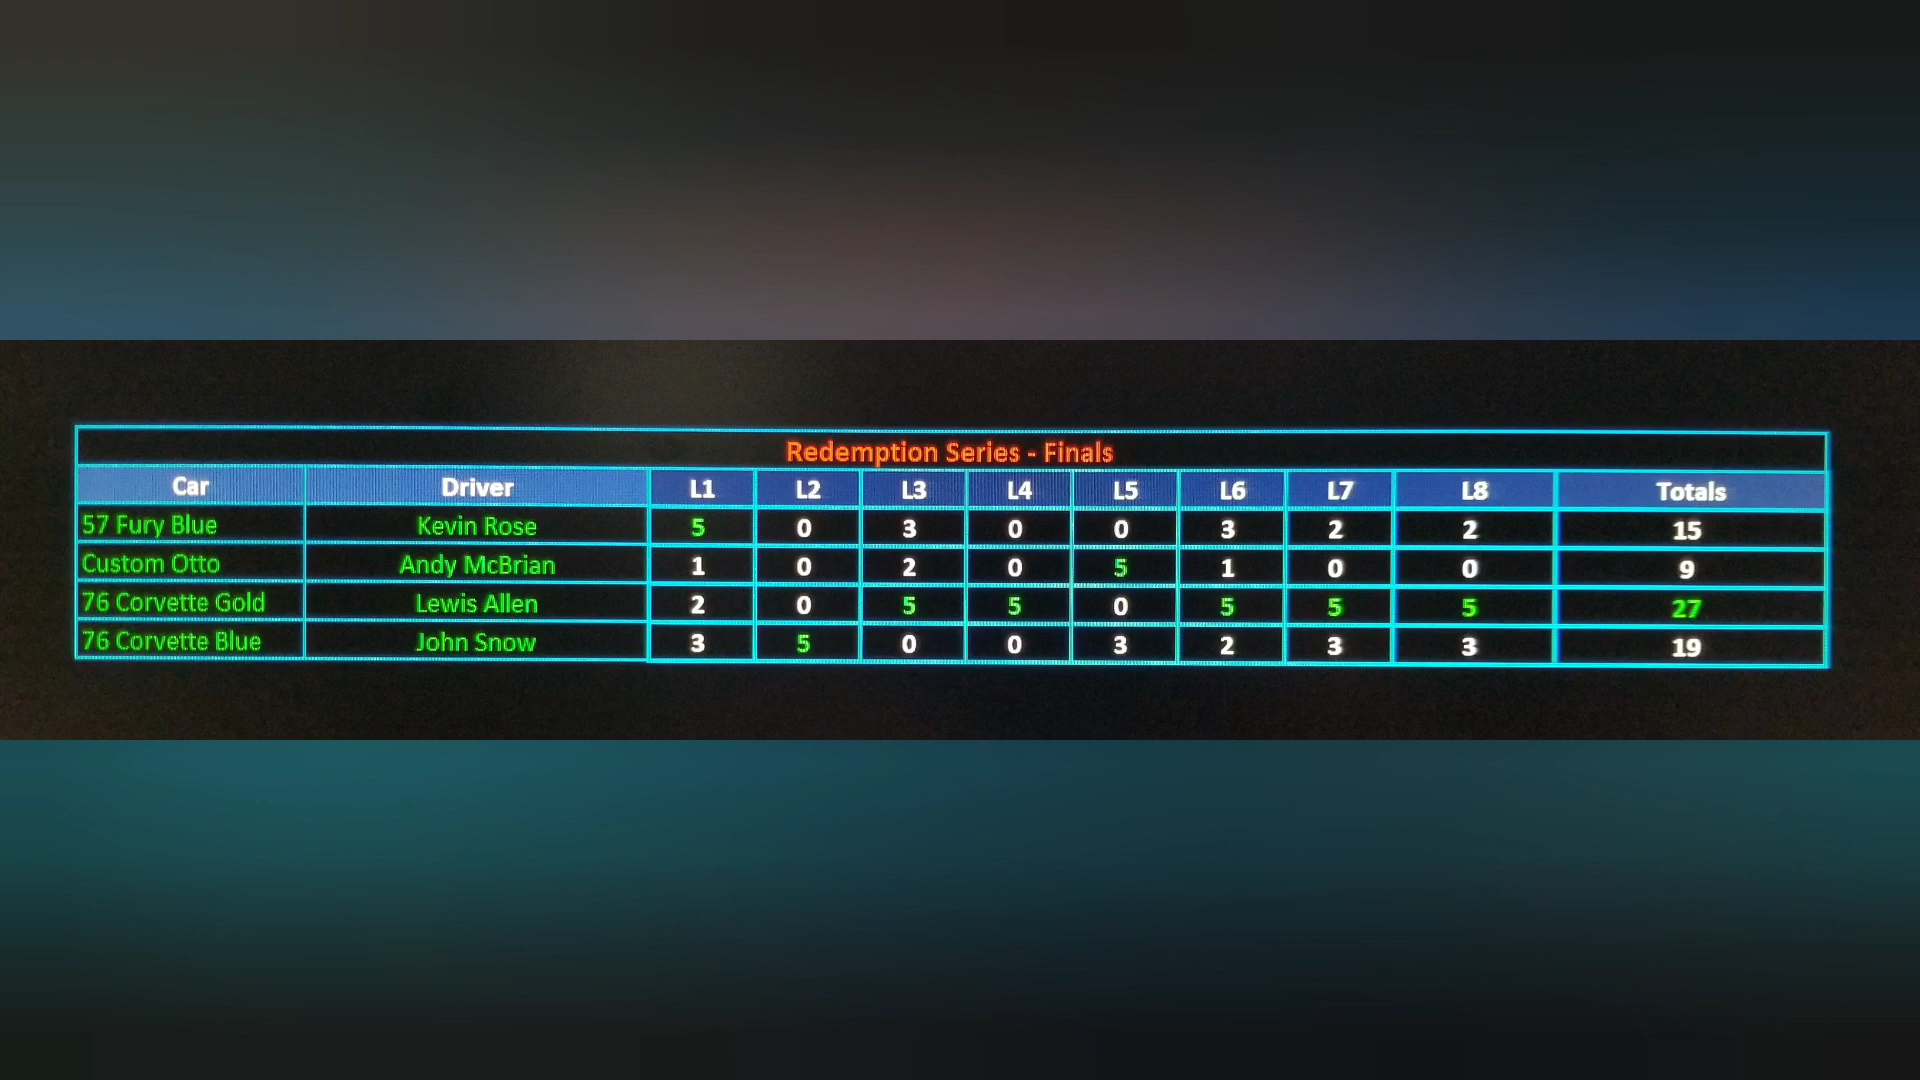 Redemption Series - Finals
Car Driver L1 L2 L3 L4 L5 L6 L7 L8 Totals
57 Fury Blue Kevin Rose 5 0 3 0 0 3 2 2 15
Custom Otto Andy McBrian 1 0 2 0 5 1 0 0 9
76 Corvette Gold Lewis Allen 2 0 5 5 0 5 5 5 27
76 Corvette Blue John Snow 3 5 0 0 3 2 3 3 19